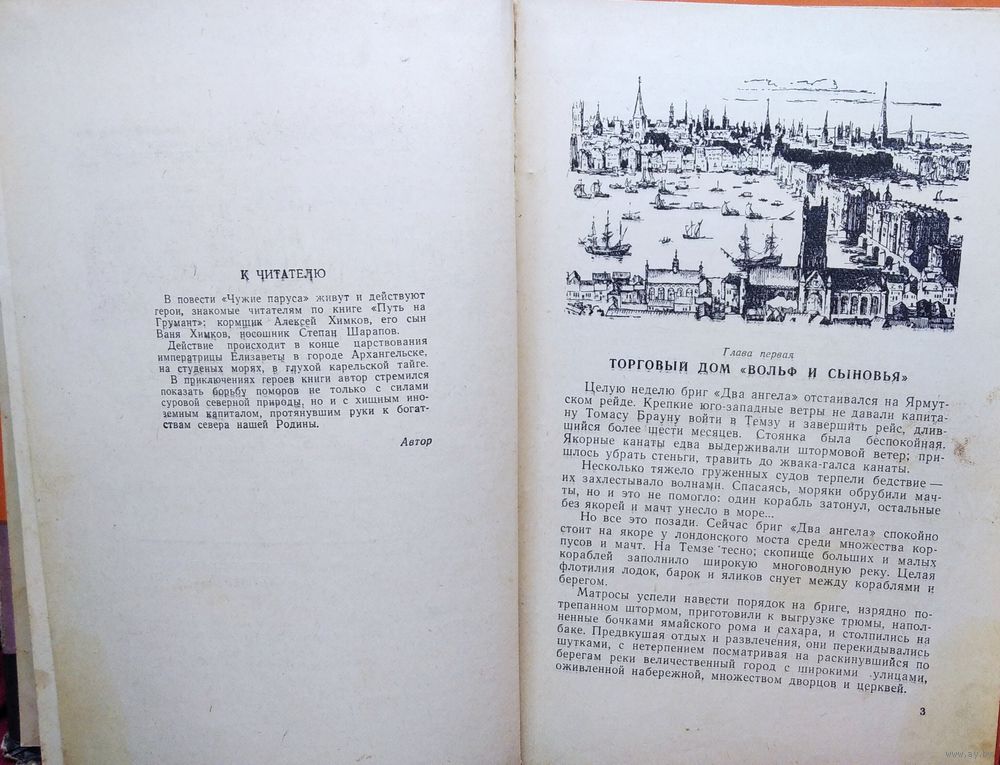 К ЧИТАТЕЛЮ
В повести «Чужие паруса» живут и действуют
герои, знакомые читателям по книге «Путь на
Грумант»: кормщик Алексей Химков, его сын
Ваня Химков, носошник Степан Шарапов.
Действие происходит в конце царствования
императрицы Елизаветы в городе Архангельске,
на студеных морях, в глухой карельской тайге.
В приключениях героев книги автор стремился
показать борьбу поморов не только с силами
суровой северной природы, но и с хищным ино-
земным капиталом, протянувшим руки к богат-
ствам севера нашей Родины.
Автор
Глава первая
ТОРГОВЫЙ ДОМ «ВОЛЬФ И СЫНОВЬЯ»
Целую неделю бриг «Два ангела» отстаивался на Ярмут-
ском рейде. Крепкие юго-западные ветры не давали капита-
ну Томасу Брауну войти в Темзу и завершить рейс, длив-
шийся более шести месяцев. Стоянка была беспокойная.
Якорные канаты едва выдерживали штормовой ветер; при-
шлось убрать стеньги, травить до жвака-галса канаты.
Несколько тяжело груженных судов терпели бедствие —
их захлестывало волнами. Спасаясь, моряки обрубили мач-
ты, но и это не помогло: один корабль затонул, остальные
без якорей и мачт унесло в море...
Но все это позади. Сейчас бриг «Два ангела» спокойно
стоит на якоре у лондонского моста среди множества кор-
пусов и мачт. На Темзе тесно; скопище больших и малых
кораблей заполнило широкую многоводную реку. Целая
флотилия лодок, барок и яликов снует между кораблями и
берегом.
Матросы успели навести порядок на бриге, изрядно по-
трепанном штормом, приготовили к выгрузке трюмы, напол-
ненные бочками ямайского рома и сахара, и столпились на
баке. Предвкушая отдых и развлечения, они перекидывались
шутками, с нетерпением посматривая на раскинувшийся по
берегам реки величественный город с широкими улицами,
оживленной набережной, множеством дворцов и церквей.
3
www.ay.by